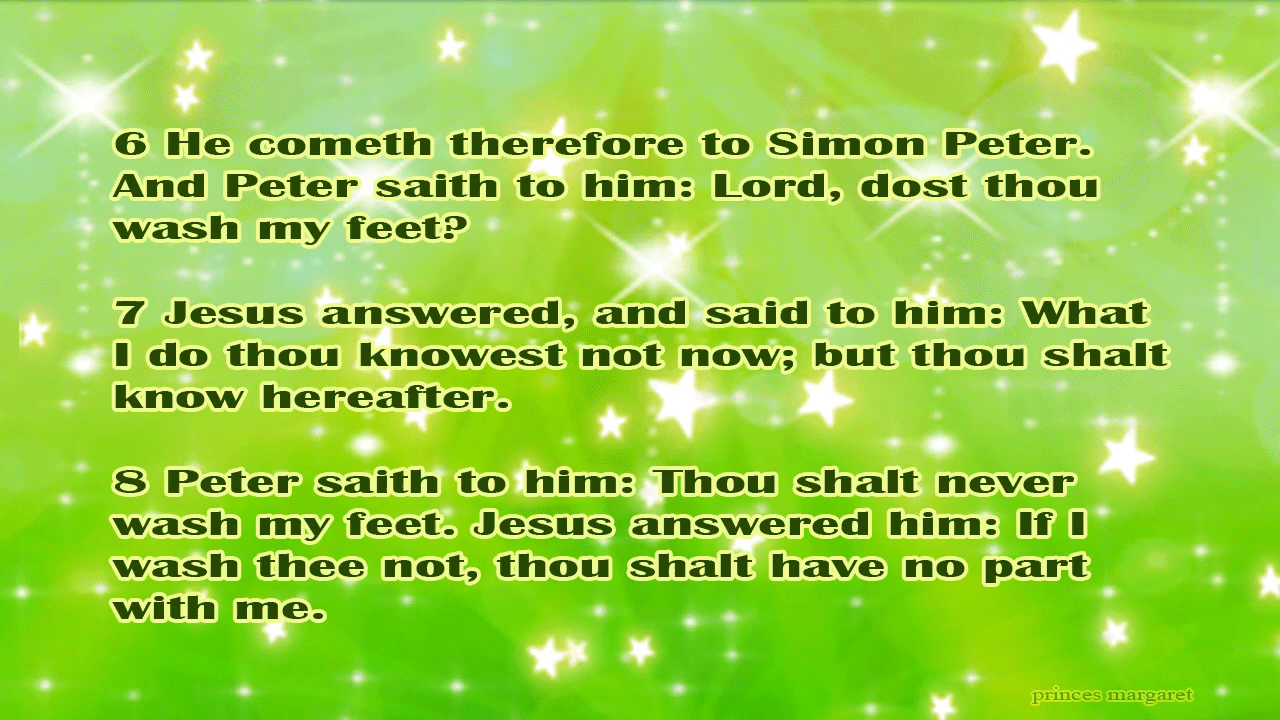 6 He cometh therefore to Simon Peter.
And Peter saith to him: Lord, dost thou
wash my feet?
7 Jesus answered, and said to him: What
I do thou knowest not now; but thou shalt
know hereafter.
8 Peter saith to him: Thou shalt never
wash my feet. Jesus answered him: If I
wash thee not, thou shalt have no part
with me.
princes margaret